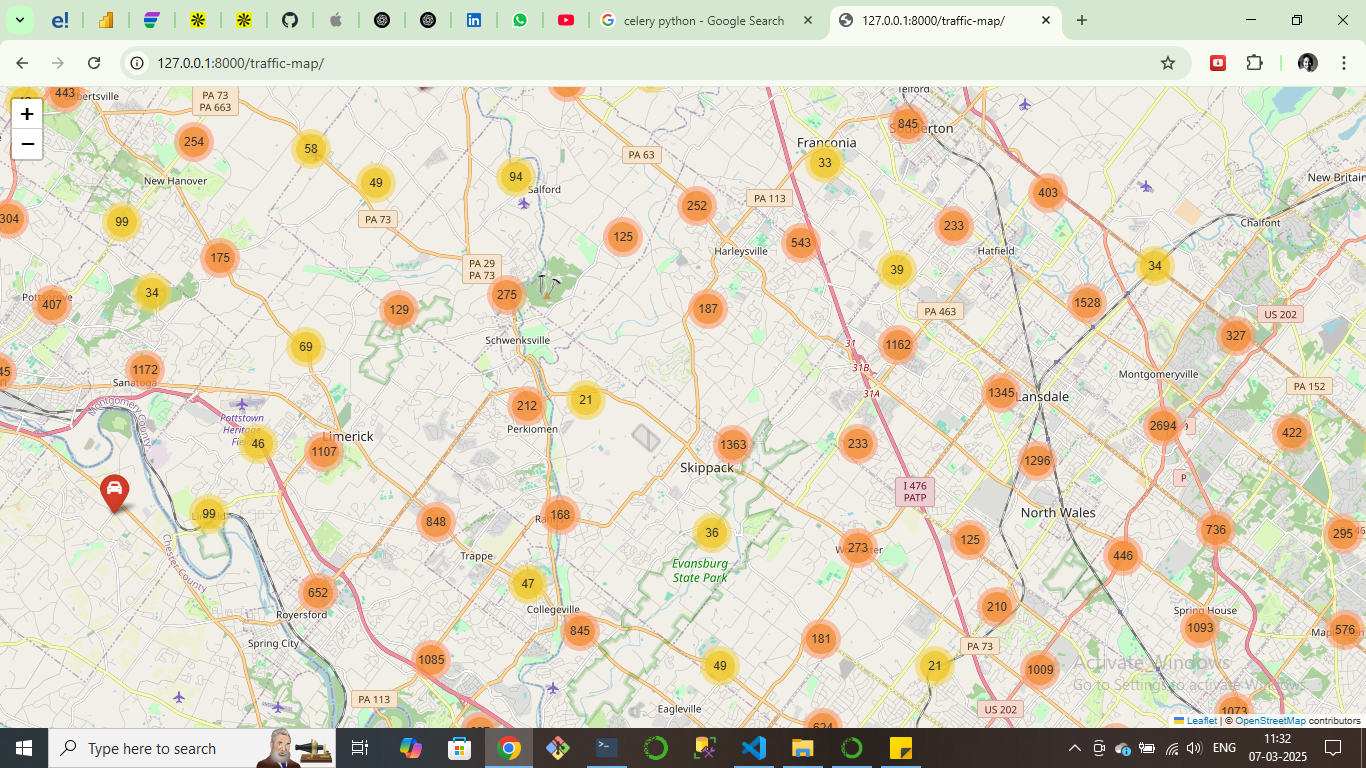 e!
celery python - Google Search
127.0.0.1:8000/traffic-map/
127.0.0.1:8000/traffic-map/
+
−
443
PA 73
PA 663
Telford
845
254
58
Franconia
33
PA 63
94
49
New Hanover
Salford
403
New Britain
PA 113
252
304
99
PA 73
233
Chalfont
125
543
Harleysville
Hatfield
175
PA 29
PA 73
39
34
34
407
275
129
187
PA 463
1528
US 202
327
Schwenksville
69
31
1162
31B
1172
Sanatoga
45
Montgomeryville
PA 152
31A
1345
Lansdale
Montgomery
County
Pottstown
Heritage
212
21
Perkiomen
2694
422
46
Limerick
1107
1363
233
Skippack
1296
P
I 476
PATP
99
848
168
North Wales
36
736
295
273
125
446
Trappe
Evansburg
State Park
Chester County
47
652
Collegeville
Royersford
210
Spring House
1093
576
845
181
Spring City
PA 73
1085
49
21
1009
Activate Windows
Go to Settings to activate Windows.
PA 113
Eagleville
US 202
1073
624
Leaflet | © OpenStreetMap contributors
Type here to search
ENG
11:32
07-03-2025